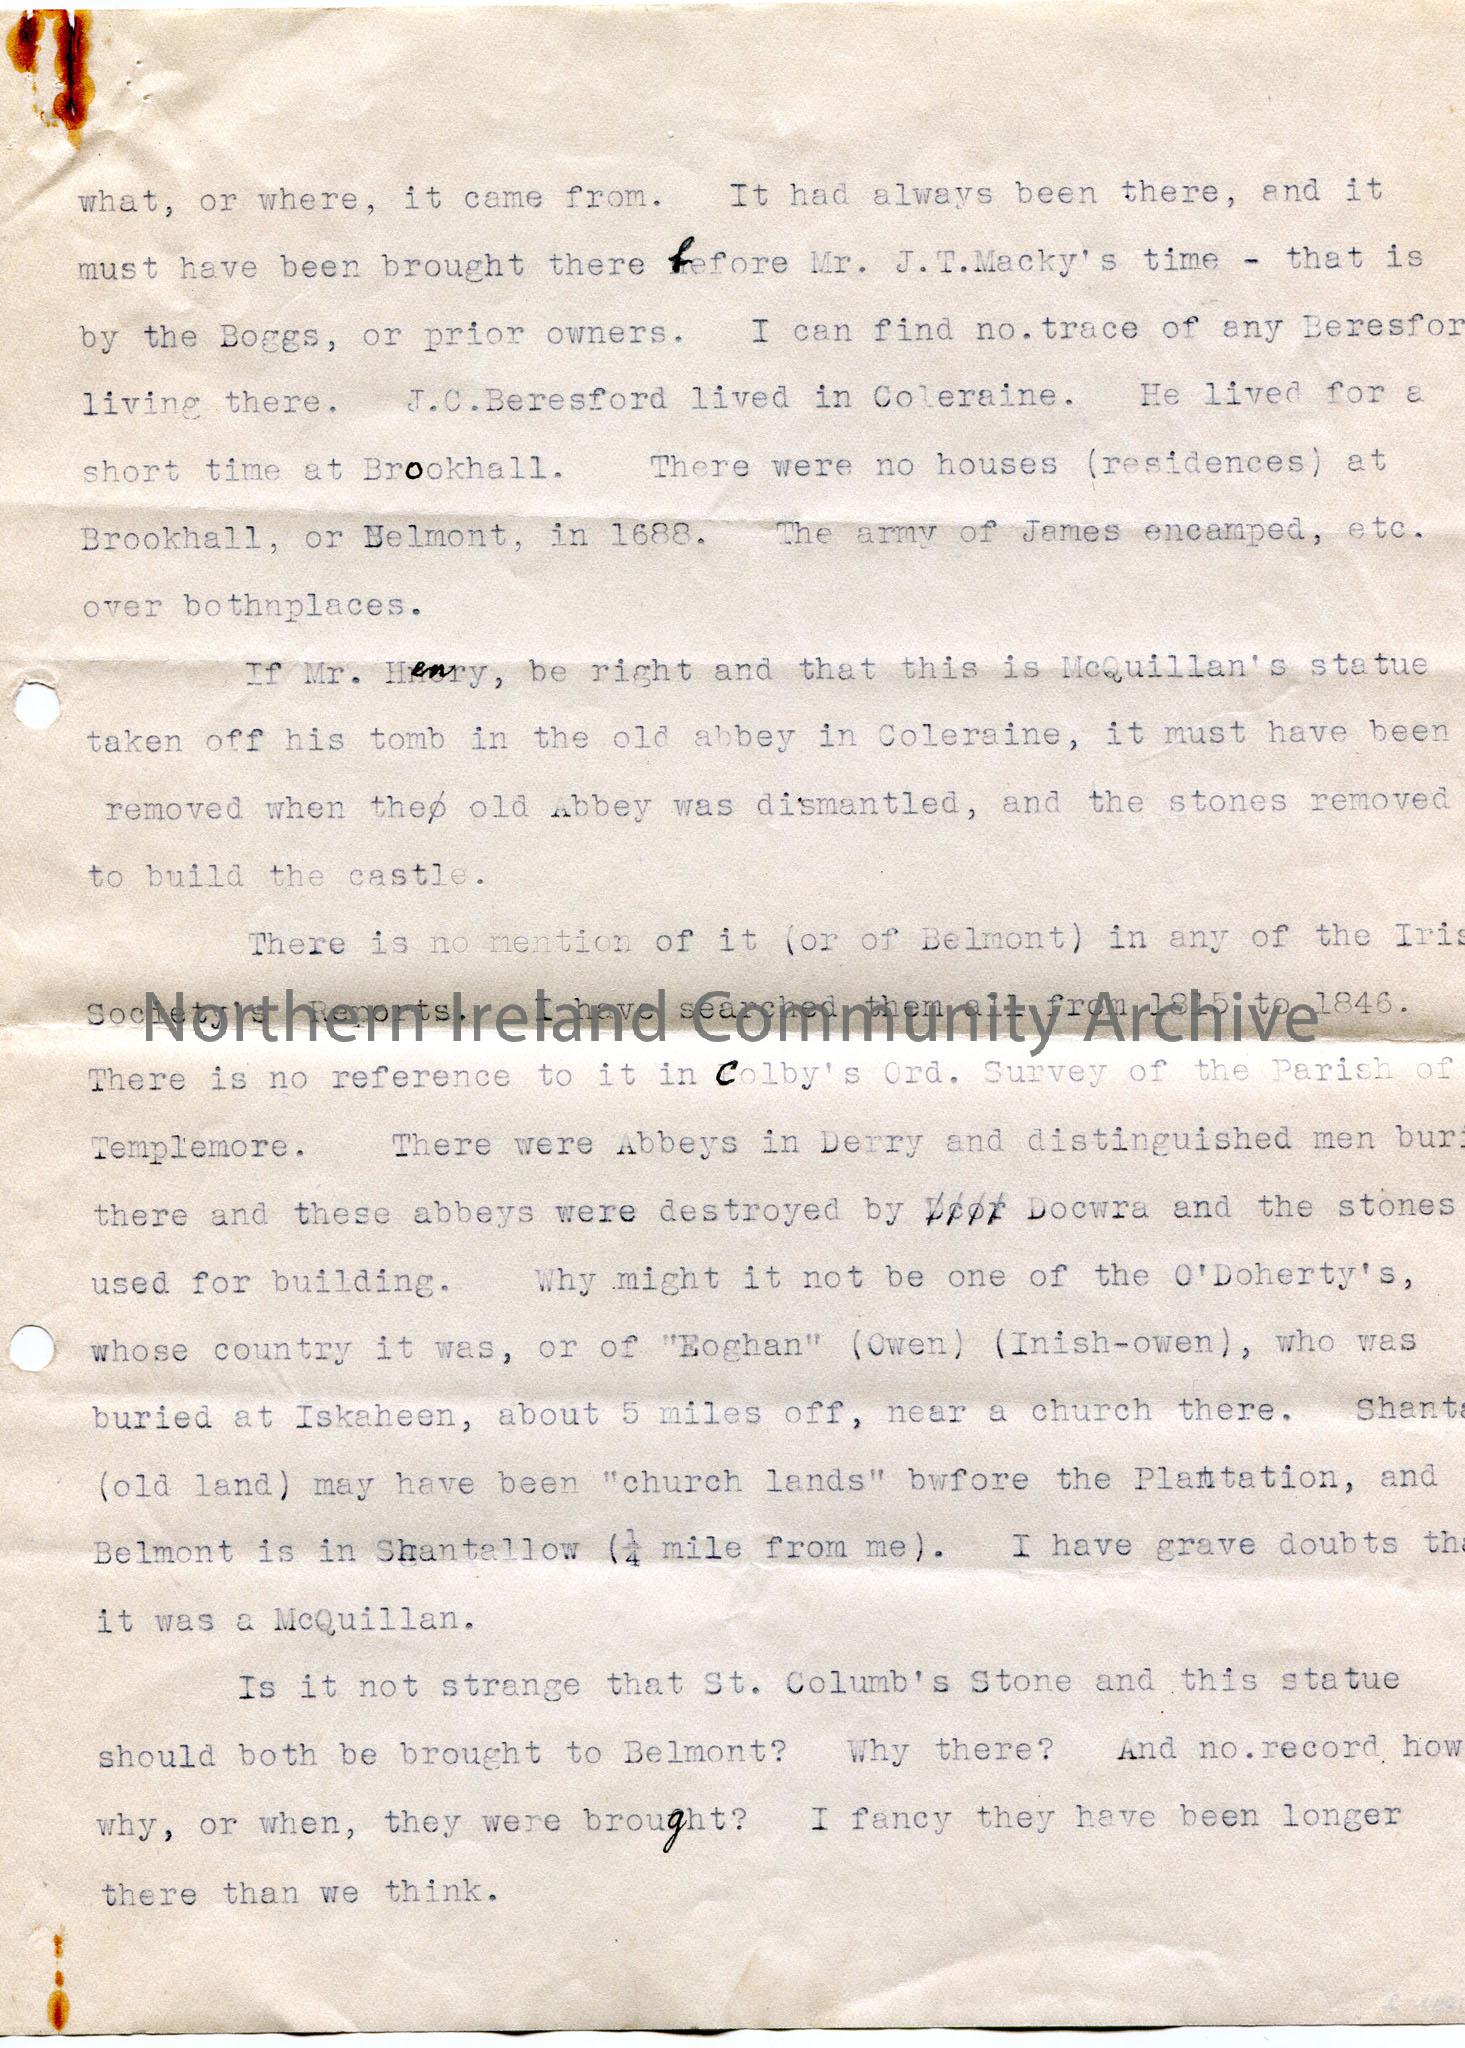 what, or where, it came from. It had always been there, and it
must have been brought there before Mr. J.T.Macky's time - that is
by the Boggs, or prior owners. I can find no.trace of any Beresfor
living there. J.C.Beresford lived in Coleraine. He lived for a
short time at Brookhall. There were no houses (residences) at
Brookhall, or Belmont, in 1688. The army of James encamped, etc.
over bothnplaces.
If Mr. Henry, be right and that this is McQuillan's statue
taken off his tomb in the old abbey in Coleraine, it must have been
removed when the old Abbey was dismantled, and the stones removed
to build the castle.
There is no mention of it (or of Belmont) in any of the Iris
Society's Reports. I have searched them all from 1815 to 1846.
Northern Ireland Community Archive
There is no reference to it in Colby's Ord. Survey of the Parish of
Templemore. There were Abbeys in Derry and distinguished men buri
there and these abbeys were destroyed by Docwra and the stones
used for building. Why might it not be one of the O'Doherty's,
whose country it was, or of "Eoghan" (Owen) (Inish-owen), who was
buried at Iskaheen, about 5 miles off, near a church there. Shanta
(old land) may have been "church lands" bwfore the Plantation, and
Belmont is in Shantallow (¼ mile from me). I have grave doubts tha
it was a McQuillan.
Is it not strange that St. Columb's Stone and this statue
should both be brought to Belmont? Why there? And no.record how
why, or when, they were brought? I fancy they have been longer
there than we think.